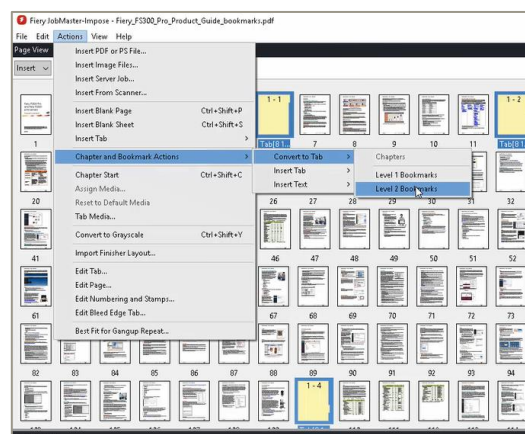 Fiery JobMaster-Impose - Fiery_FS300_Pro_Product_Guide_bookmarks.pdf
File Edit Actions View Help
Page View
Insert
Insert PDF or PS File...
Insert Image Files...
Insert Server Job...
Insert From Scanner...
Insert Blank Page Ctrl+Shift+P
Insert Blank Sheet Ctrl+Shift+S
Insert Tab
Chapter and Bookmark Actions
Chapter Start Ctrl+Shift+C
Assign Media...
Reset to Default Media
Tab Media...
Convert to Grayscale Ctrl+Shift+Y
Import Finisher Layout...
Edit Tab...
Edit Page...
Edit Numbering and Stamps...
Edit Bleed Edge Tab...
Best Fit for Gangup Repeat...
Convert to Tab
Insert Tab
Insert Text
Chapters
Level 1 Bookmarks
Level 2 Bookmarks
1 - 1 1 - 2
1 7 8 9 10 11
20 26 27 28 29 30 31 32
41 46 47 48 49 50 51 52
61 67 68 69 70 71 72 73
82 83 84 85 86 87 88 89 90 91 92 93 94
1 - 4